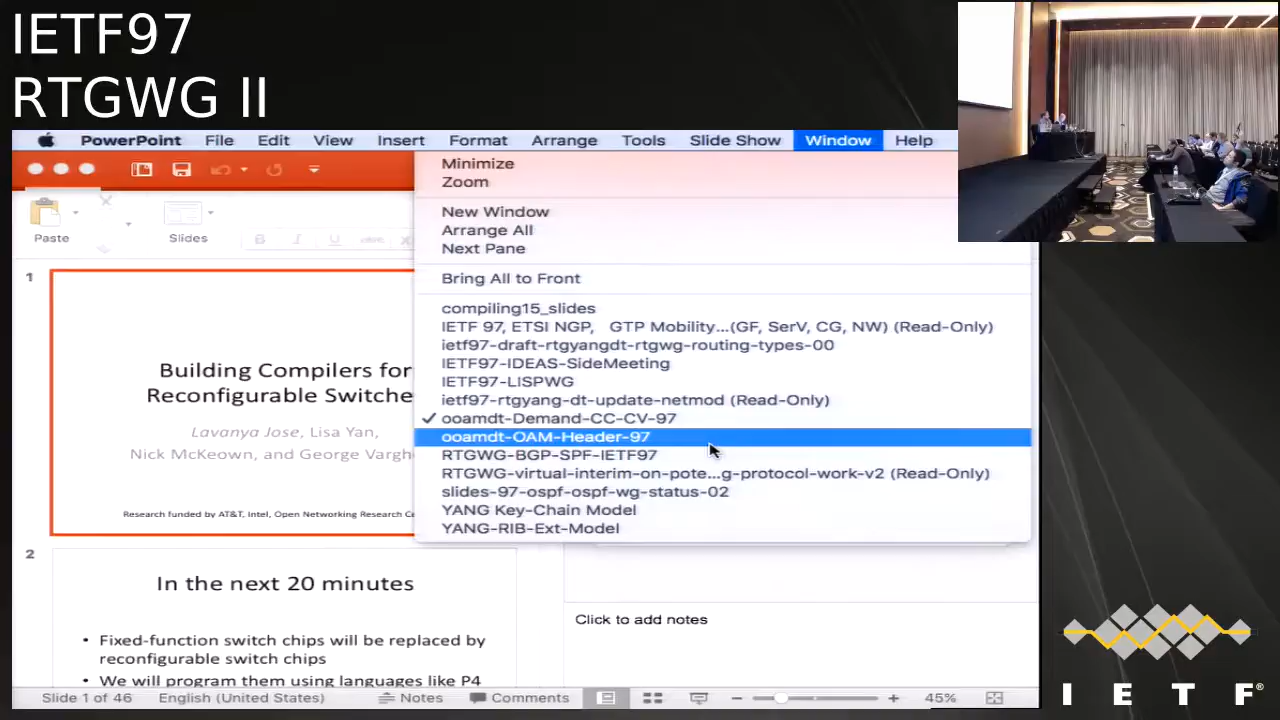 IETF97
RTGWG II
PowerPoint File Edit View Insert Format Arrange Tools Slide Show Window Help
Minimize
Zoom
New Window
Arrange All
Next Pane
Bring All to Front
compiling15_slides
IETF 97, ETSI NGP, GTP Mobility...(GF, SerV, CG, NW) (Read-Only)
ietf97-draft-rtgyangdt-rtgwg-routing-types-00
IETF97-IDEAS-SideMeeting
IETF97-LISPWG
ietf97-rtgyang-dt-update-netmod (Read-Only)
✓ ooamdt-Demand-CC-CV-97
ooamdt-OAM-Header-97
RTGWG-BGP-SPF-IETF97
RTGWG-virtual-interim-on-pote...g-protocol-work-v2 (Read-Only)
slides-97-ospf-ospf-wg-status-02
YANG Key-Chain Model
YANG-RIB-Ext-Model
Paste
Slides
B I U abc
1
Building Compilers for
Reconfigurable Switche
Lavanya Jose, Lisa Yan,
Nick McKeown, and George Vargh
Research funded by AT&T, Intel, Open Networking Research Ce
2
In the next 20 minutes
• Fixed-function switch chips will be replaced by
reconfigurable switch chips
• We will program them using languages like P4
Click to add notes
Slide 1 of 46 English (United States) Notes Comments 45%
I E T F®